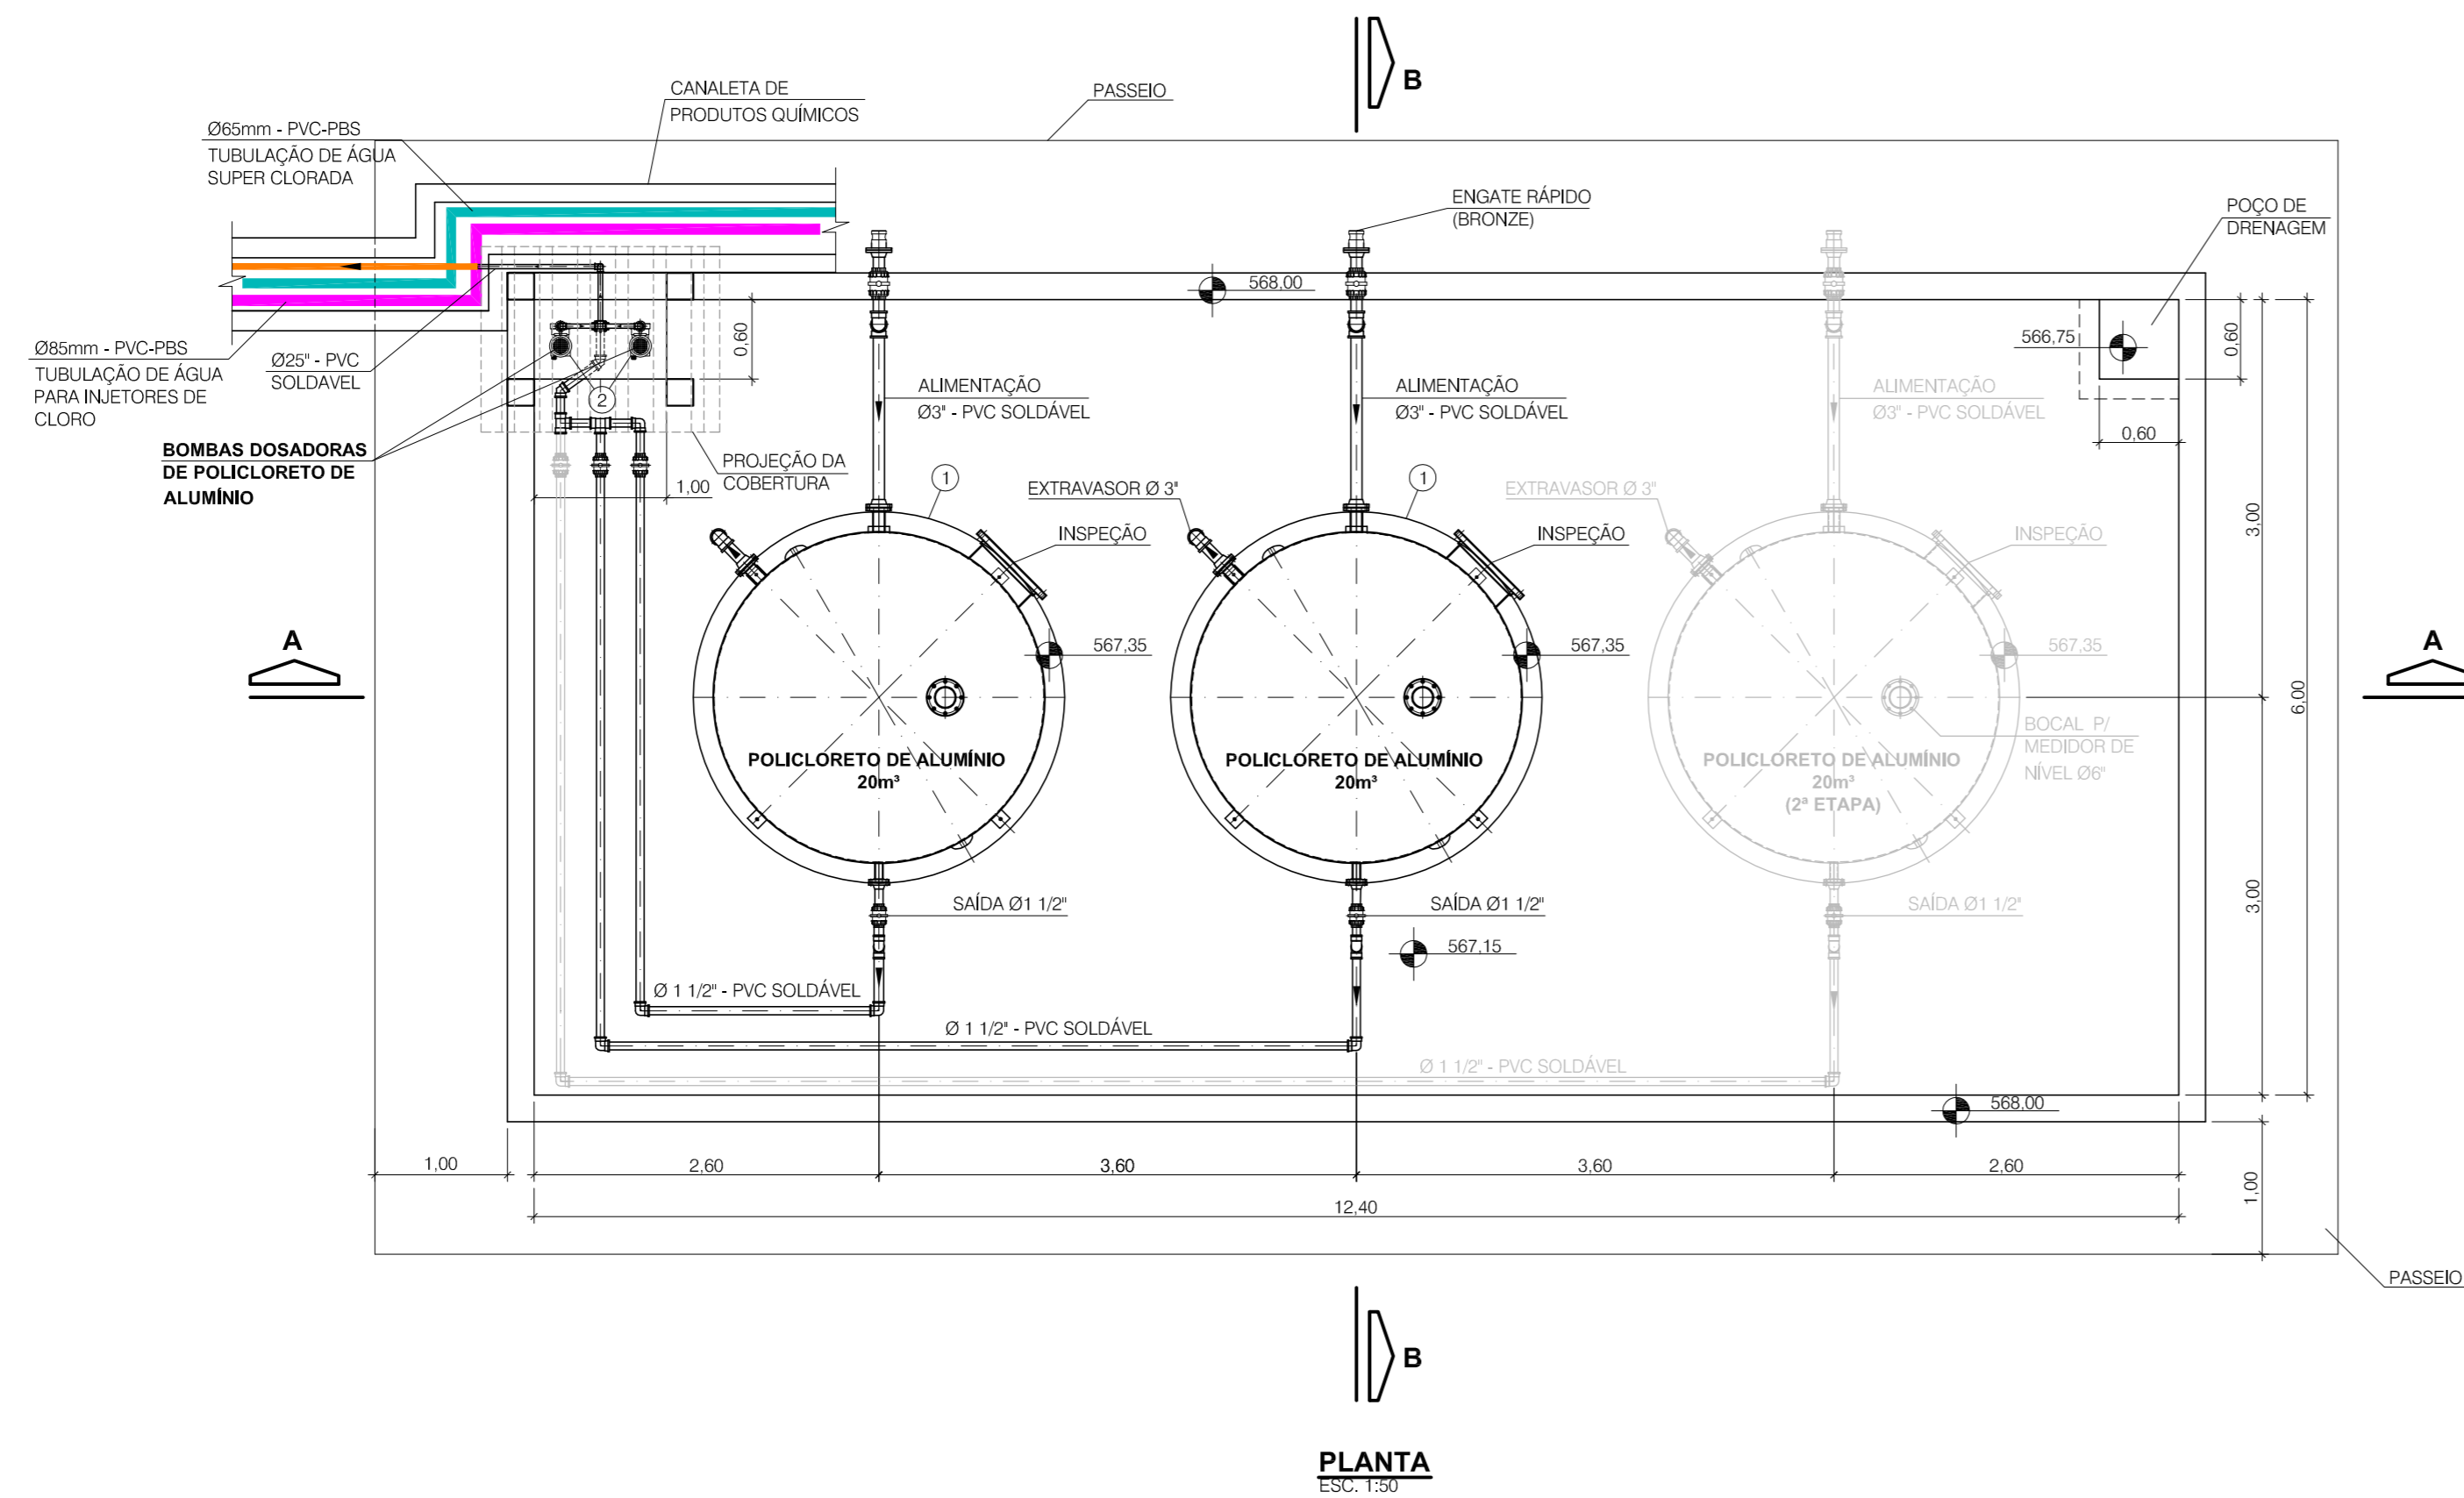 B
CANALETA DE
PRODUTOS QUÍMICOS
PASSEIO
Ø65mm - PVC-PBS
TUBULAÇÃO DE ÁGUA
SUPER CLORADA
ENGATE RÁPIDO
(BRONZE)
POÇO DE
DRENAGEM
568,00
566,75
0,60
0,60
0,60
Ø85mm - PVC-PBS
TUBULAÇÃO DE ÁGUA
PARA INJETORES DE
CLORO
Ø25" - PVC
SOLDAVEL
2
ALIMENTAÇÃO
Ø3" - PVC SOLDÁVEL
ALIMENTAÇÃO
Ø3" - PVC SOLDÁVEL
ALIMENTAÇÃO
Ø3" - PVC SOLDÁVEL
BOMBAS DOSADORAS
DE POLICLORETO DE
ALUMÍNIO
PROJEÇÃO DA
COBERTURA
1,00
1
1
EXTRAVASOR Ø 3"
EXTRAVASOR Ø 3"
INSPEÇÃO
INSPEÇÃO
INSPEÇÃO
3,00
A
A
567,35
567,35
567,35
6,00
BOCAL P/
MEDIDOR DE
NÍVEL Ø6"
POLICLORETO DE ALUMÍNIO
20m³
POLICLORETO DE ALUMÍNIO
20m³
POLICLORETO DE ALUMÍNIO
20m³
(2ª ETAPA)
SAÍDA Ø1 1/2"
SAÍDA Ø1 1/2"
SAÍDA Ø1 1/2"
3,00
567,15
Ø 1 1/2" - PVC SOLDÁVEL
Ø 1 1/2" - PVC SOLDÁVEL
Ø 1 1/2" - PVC SOLDÁVEL
568,00
1,00
2,60
3,60
3,60
2,60
1,00
12,40
PASSEIO
B
PLANTA
ESC. 1:50